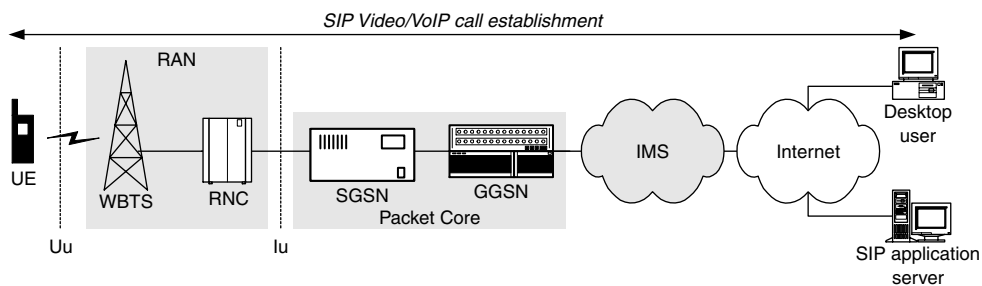 SIP Video/VoIP call establishment
RAN
UE
WBTS
RNC
SGSN
GGSN
Packet Core
IMS
Internet
Desktop
user
SIP application
server
Uu
Iu